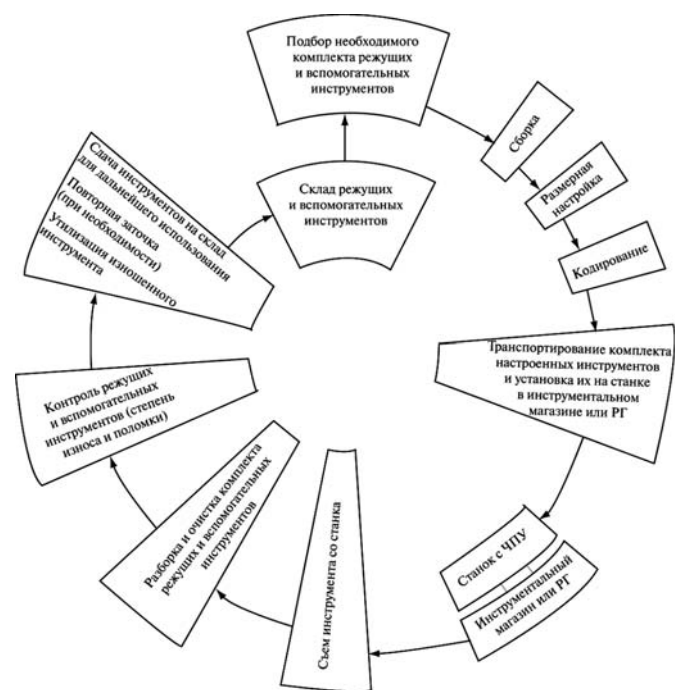 Подбор необходимого
комплекта режущих
и вспомогательных
инструментов
Сборка
Размерная
настройка
Кодирование
Транспортирование комплекта
настроенных инструментов
и установка их на станке
в инструментальном
магазине или РГ
Станок с ЧПУ
Инструментальный
магазин или РГ
Съем инструмента со станка
Разборка и очистка комплекта
режущих и вспомогательных
инструментов
Контроль режущих
и вспомогательных
инструментов (степень
износа и поломки)
Сдача инструментов на склад
для дальнейшего использования
Повторная заточка
(при необходимости)
Утилизация изношенного
инструмента
Склад режущих
и вспомогательных
инструментов